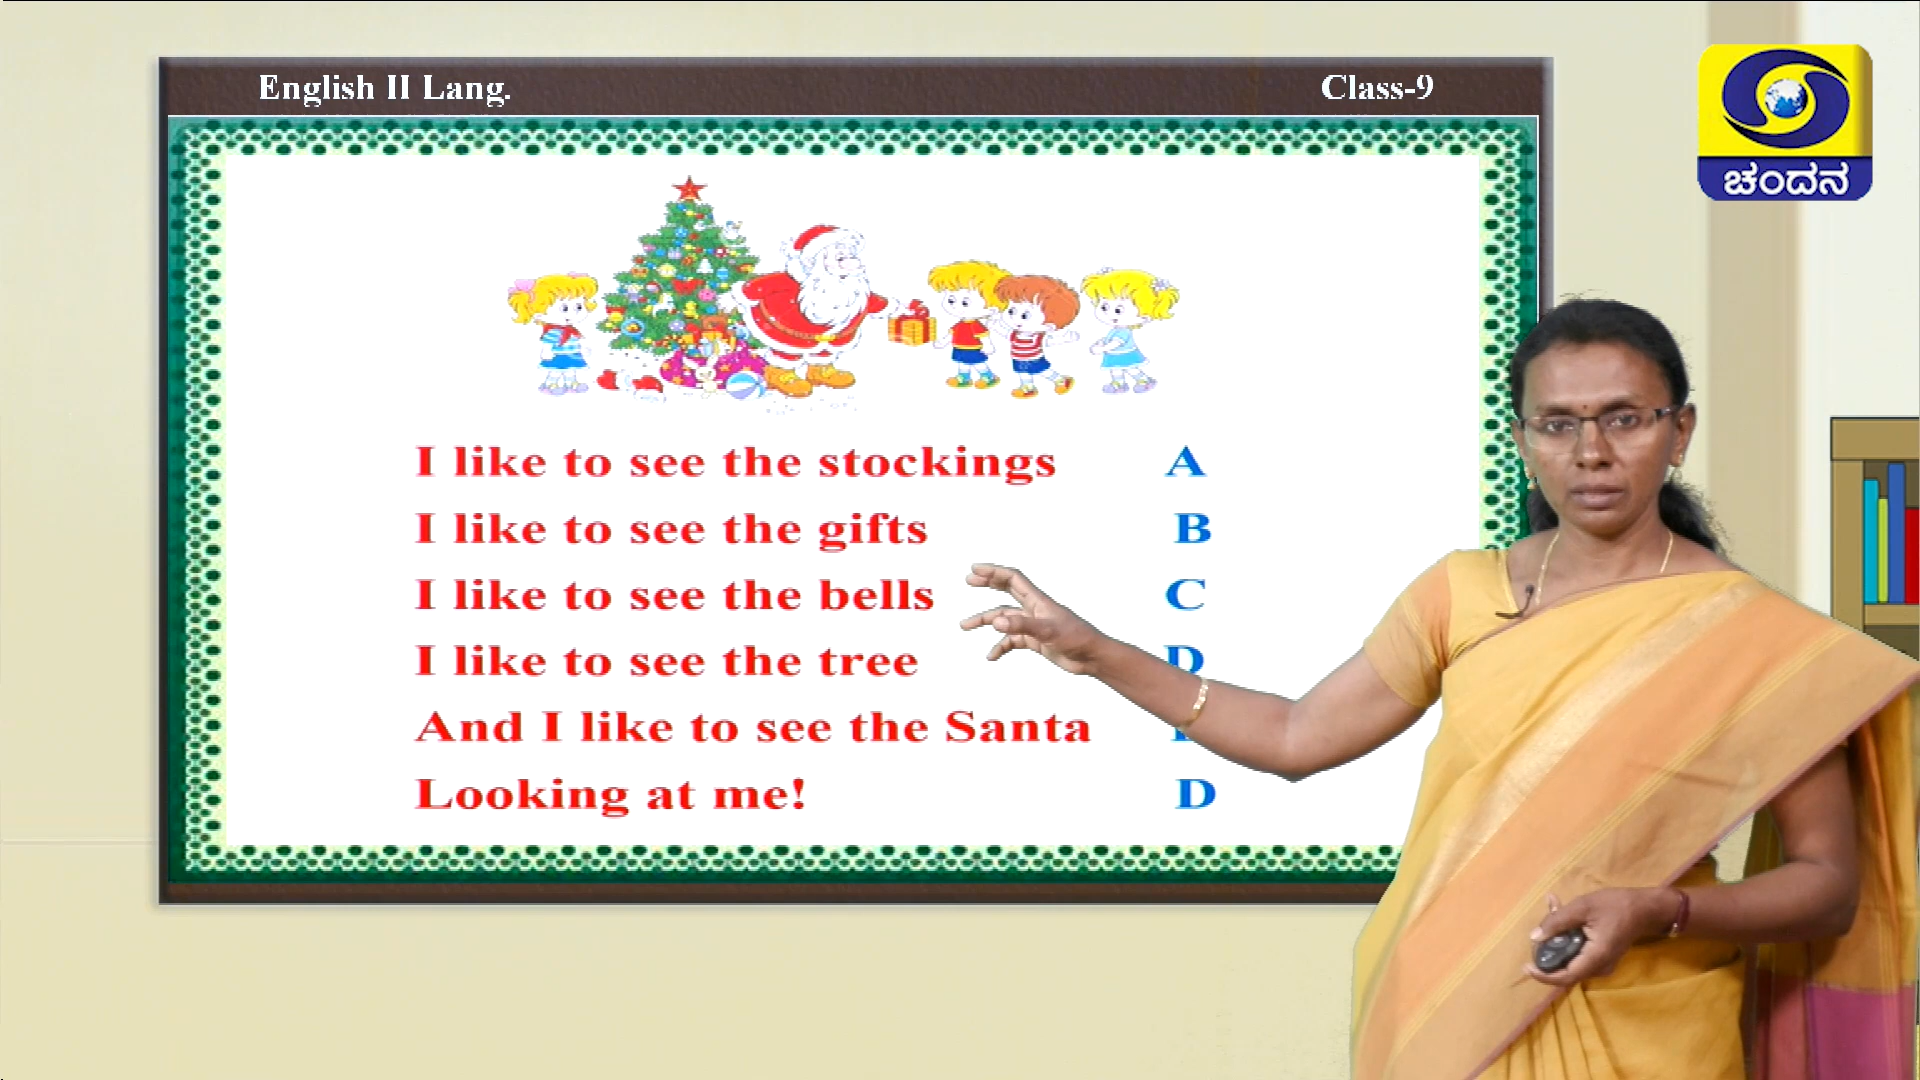 English II Lang.
Class-9
ಚಂದನ
I like to see the stockings A
I like to see the gifts B
I like to see the bells C
I like to see the tree D
And I like to see the Santa
Looking at me! D